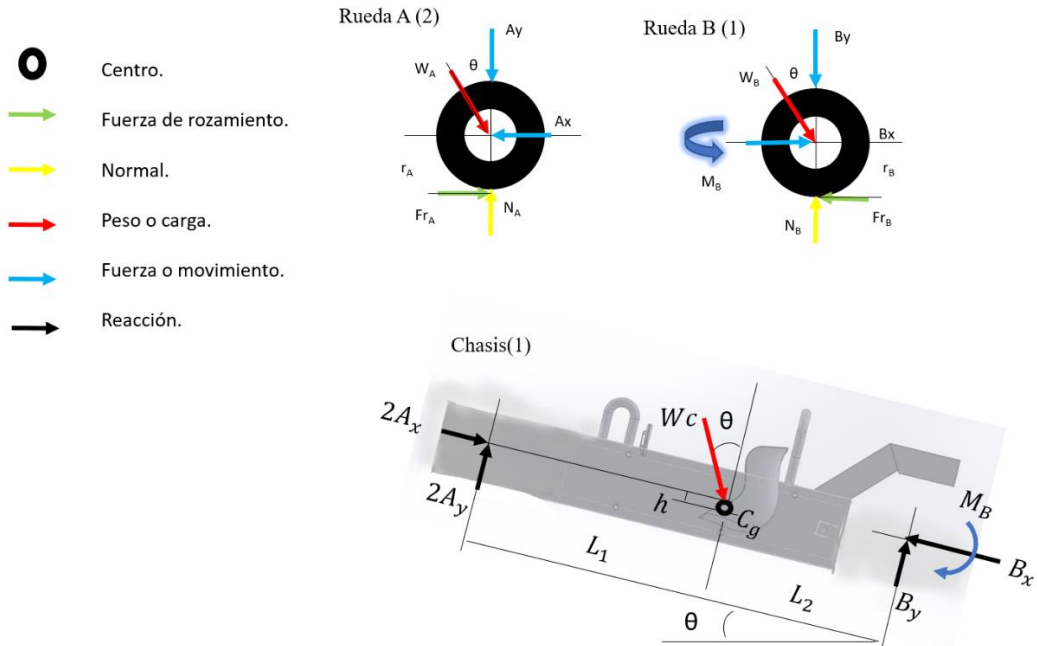 Rueda A (2)
Rueda B (1)
Centro.
Fuerza de rozamiento.
Normal.
Peso o carga.
Fuerza o movimiento.
Reacción.
Ay
W_A
θ
Ax
r_A
Fr_A
N_A
By
W_B
θ
Bx
M_B
r_B
N_B
Fr_B
Chasis(1)
2A_x
Wc
θ
2A_y
h
C_g
M_B
L_1
B_x
L_2
B_y
θ